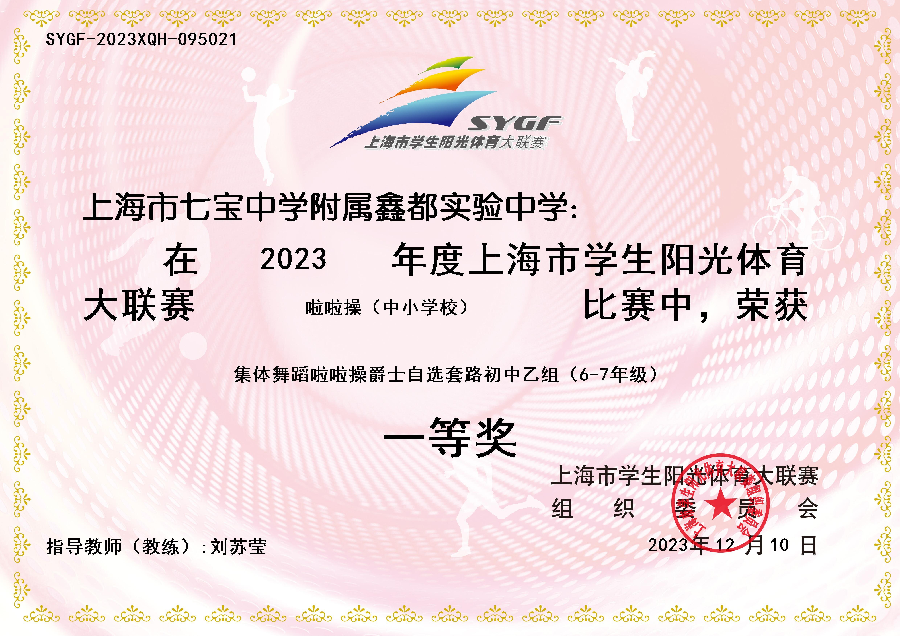 SYGF-2023XQH-095021
SYGF
上海市学生阳光体育大联赛
上海市七宝中学附属鑫都实验中学:
在 2023 年度上海市学生阳光体育
大联赛 啦啦操（中小学校） 比赛中，荣获
集体舞蹈啦啦操爵士自选套路初中乙组（6-7年级）
一等奖
上海市学生阳光体育大联赛
组 织 委 员 会
指导教师（教练）:刘苏莹
2023年 12 月 10 日